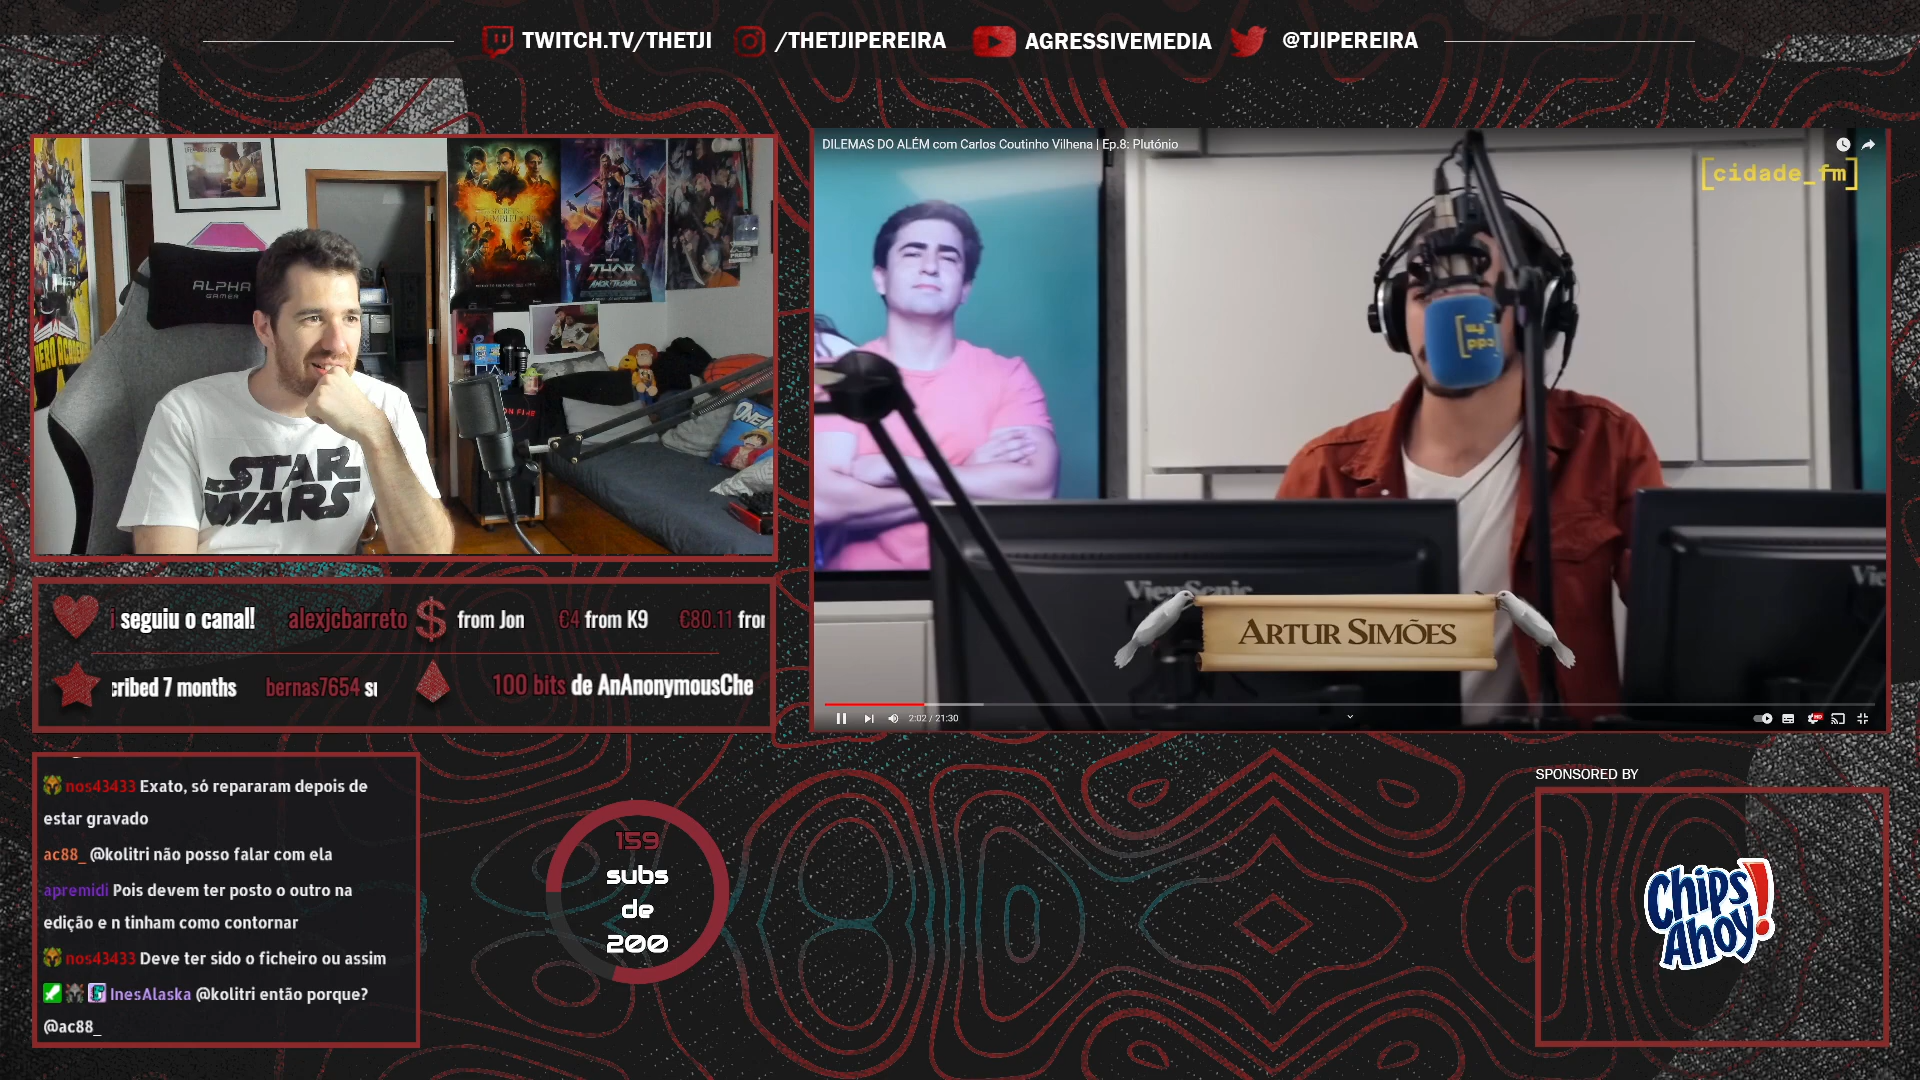 TWITCH.TV/THETJI
/THETJIPEREIRA
AGRESSIVEMEDIA
@TJIPEREIRA
ALPHA
GAMER
THOR
STAR
WARS
DILEMAS DO ALÉM com Carlos Coutinho Vilhena | Ep.8: Plutónio
[cidade_fm]
ViewSonic
ARTUR SIMÕES
2:02 / 21:30
i seguiu o canal! alexjcbarreto
from Jon €4 from K9 €80.11 from
cribed 7 months bernas7654 su
100 bits de AnAnonymousChe
nos43433 Exato, só repararam depois de
estar gravado
ac88_ @kolitri não posso falar com ela
apremidi Pois devem ter posto o outro na
edição e n tinham como contornar
nos43433 Deve ter sido o ficheiro ou assim
InesAlaska @kolitri então porque?
@ac88_
159
subs
de
200
SPONSORED BY
Chips
Ahoy!